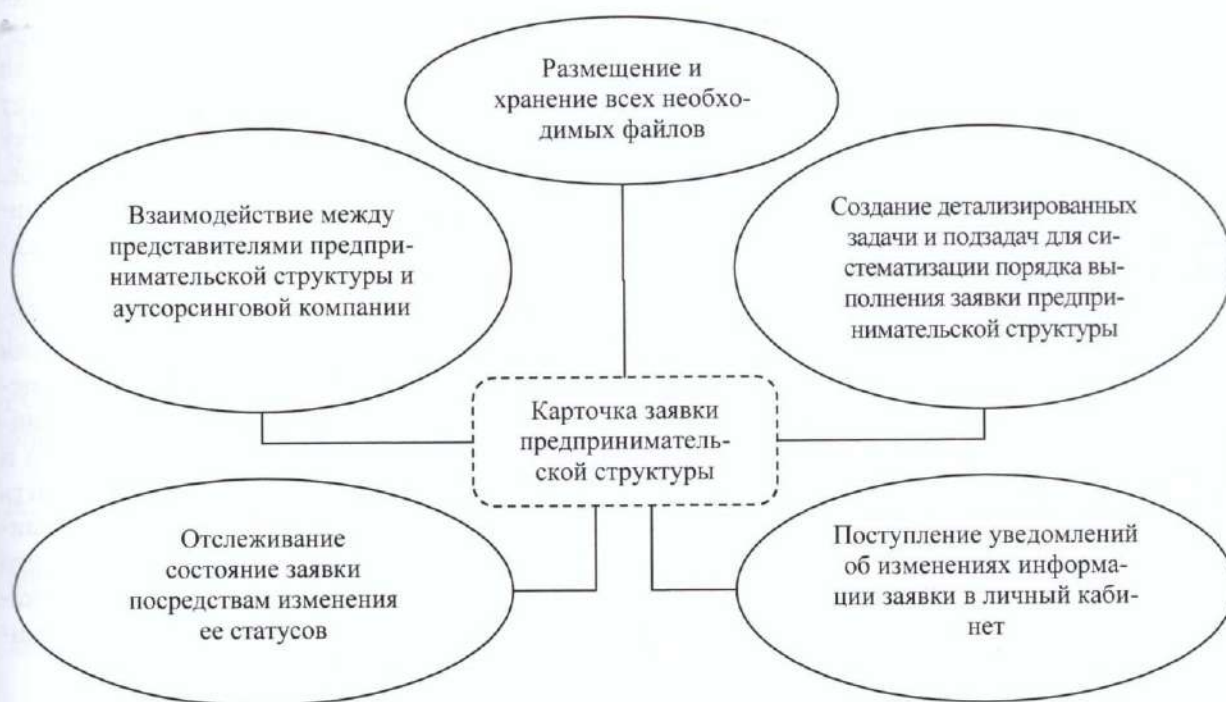 Размещение и
хранение всех необхо-
димых файлов
Взаимодействие между
представителями предпри-
нимательской структуры и
аутсорсинговой компании
Создание детализированных
задачи и подзадач для си-
стематизации порядка вы-
полнения заявки предпри-
нимательской структуры
Карточка заявки
предприниматель-
ской структуры
Отслеживание
состояние заявки
посредствам изменения
ее статусов
Поступление уведомлений
об изменениях информа-
ции заявки в личный каби-
нет